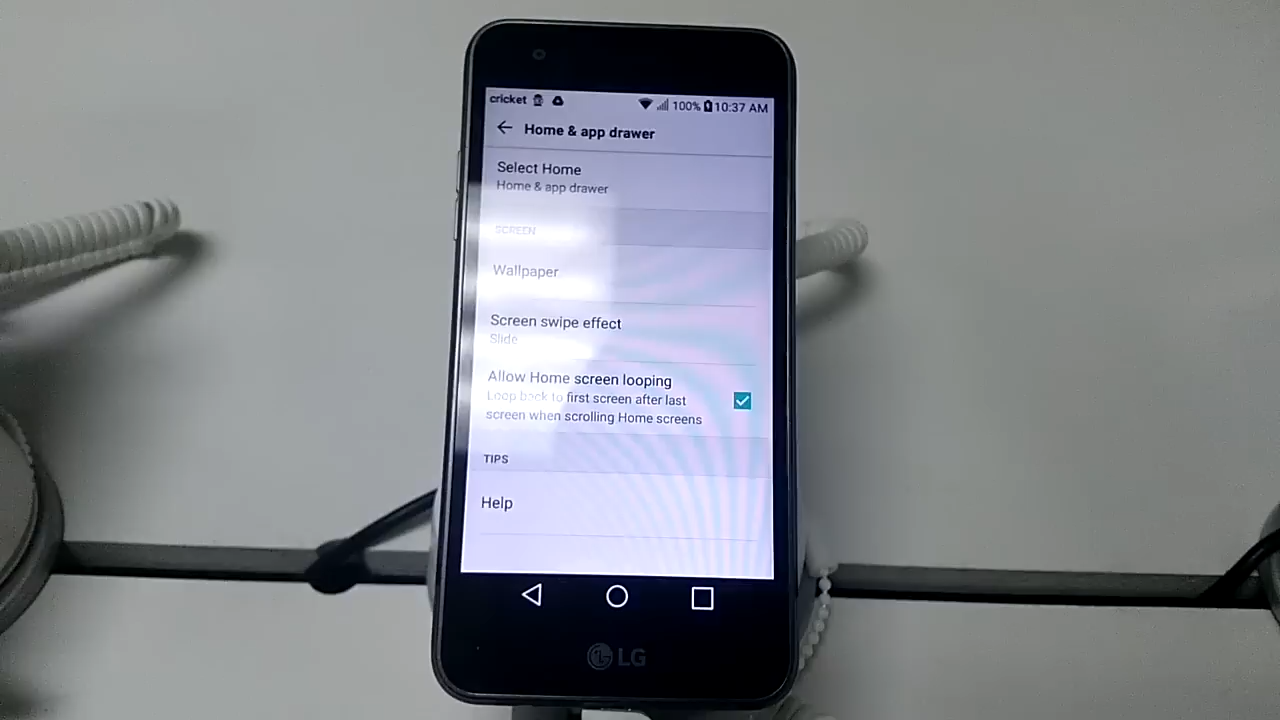 cricket 100% 10:37 AM
Home & app drawer
Select Home
Home & app drawer
SCREEN
Wallpaper
Screen swipe effect
Slide
Allow Home screen looping
Loop back to first screen after last
screen when scrolling Home screens
TIPS
Help
LG